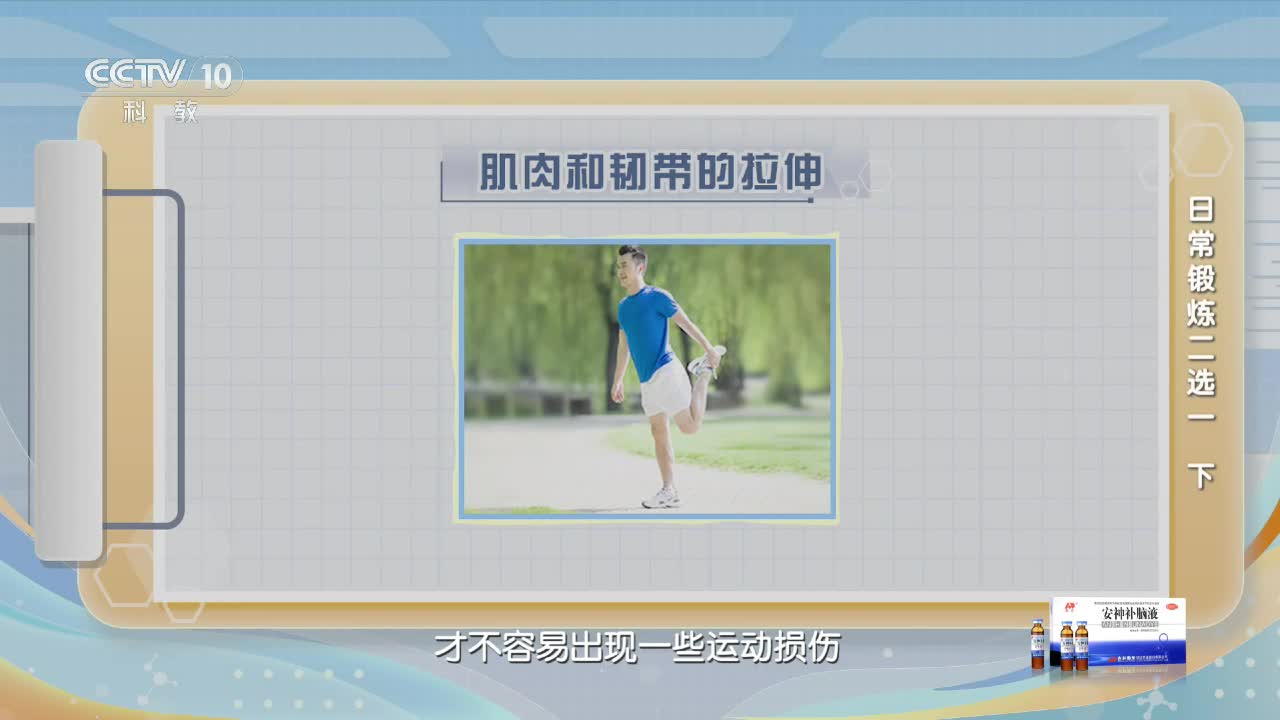 CCTV 10
科 教
肌肉和韧带的拉伸
日常锻炼二选一 下
才不容易出现一些运动损伤
安神补脑液